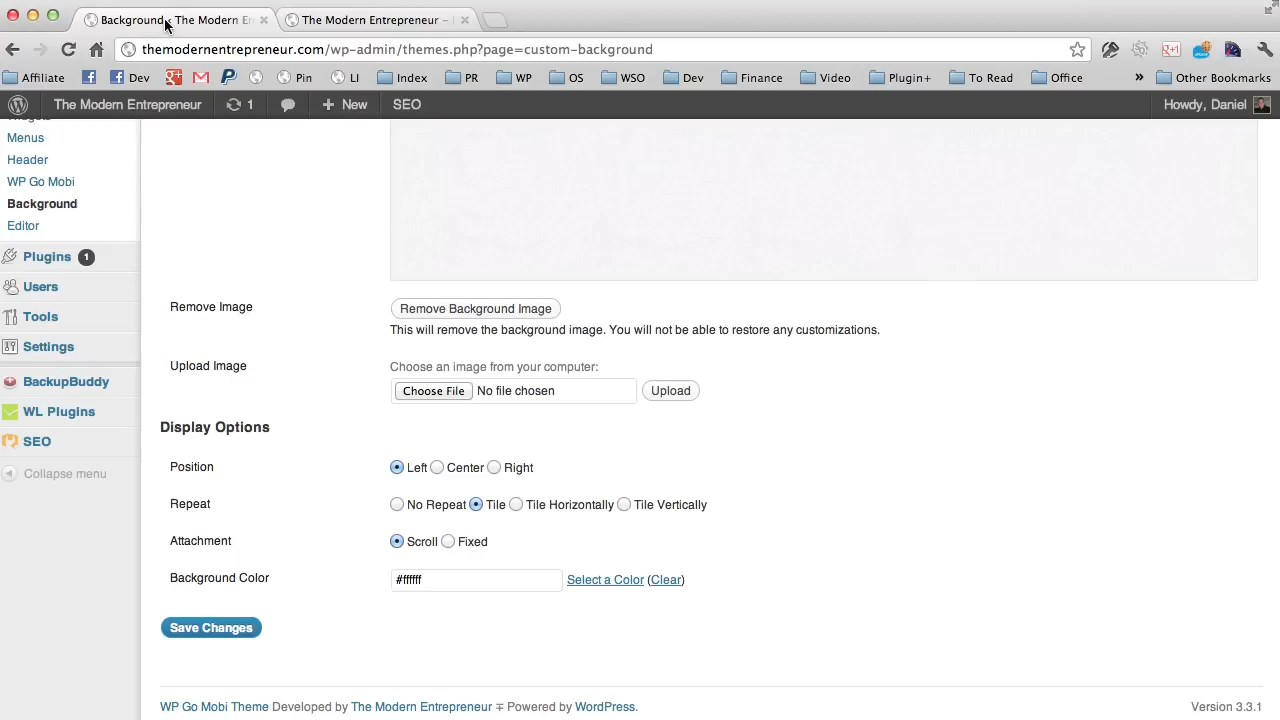 Background ‹ The Modern En
The Modern Entrepreneur –
themodernentrepreneur.com/wp-admin/themes.php?page=custom-background
Affiliate Dev Pin LI Index PR WP OS WSO Dev Finance Video Plugin+ To Read Office » Other Bookmarks
The Modern Entrepreneur 1 + New SEO Howdy, Daniel
Widgets
Menus
Header
WP Go Mobi
Background
Editor
Plugins 1
Users
Tools
Settings
BackupBuddy
WL Plugins
SEO
Collapse menu
Remove Image
Remove Background Image
This will remove the background image. You will not be able to restore any customizations.
Upload Image
Choose an image from your computer:
Choose File No file chosen Upload
Display Options
Position Left Center Right
Repeat No Repeat Tile Tile Horizontally Tile Vertically
Attachment Scroll Fixed
Background Color #ffffff Select a Color (Clear)
Save Changes
WP Go Mobi Theme Developed by The Modern Entrepreneur ∓ Powered by WordPress. Version 3.3.1